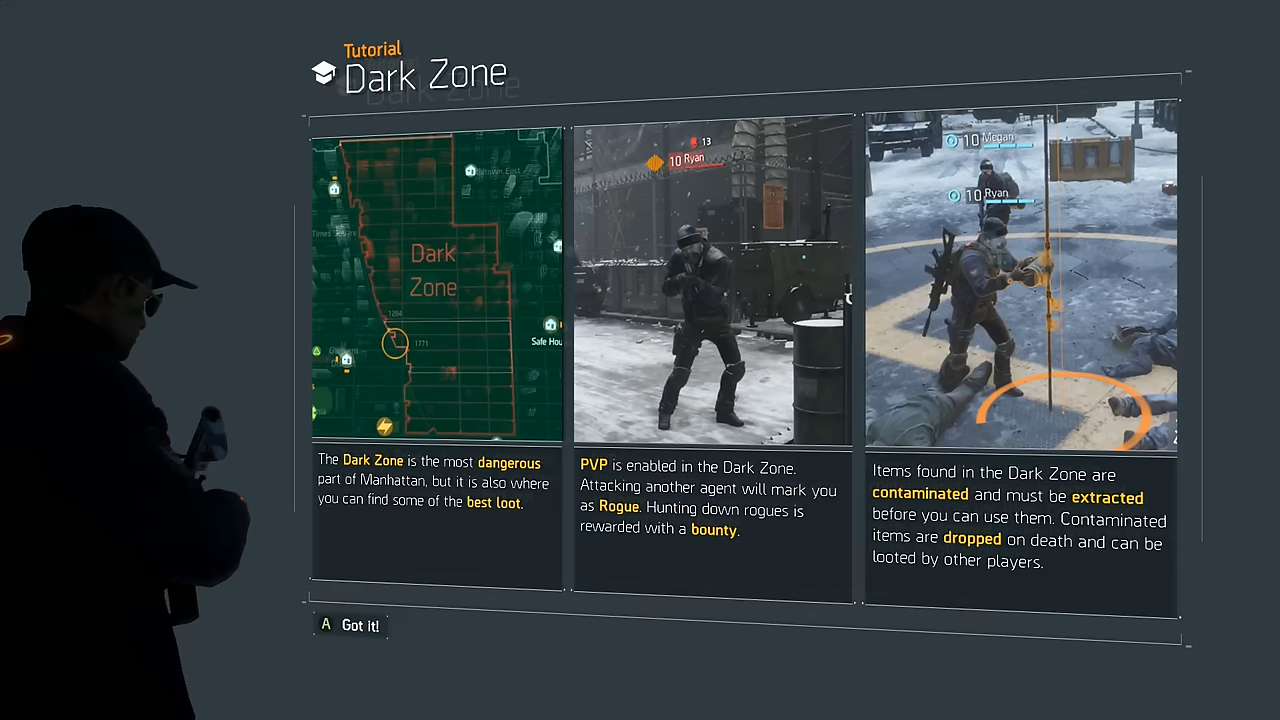 Tutorial
Dark Zone
Dark
Zone
1284
1771
Safe Hou
13
10 Ryan
10 Megan
10 Ryan
The Dark Zone is the most dangerous
part of Manhattan, but it is also where
you can find some of the best loot.
PVP is enabled in the Dark Zone.
Attacking another agent will mark you
as Rogue. Hunting down rogues is
rewarded with a bounty.
Items found in the Dark Zone are
contaminated and must be extracted
before you can use them. Contaminated
items are dropped on death and can be
looted by other players.
A Got it!